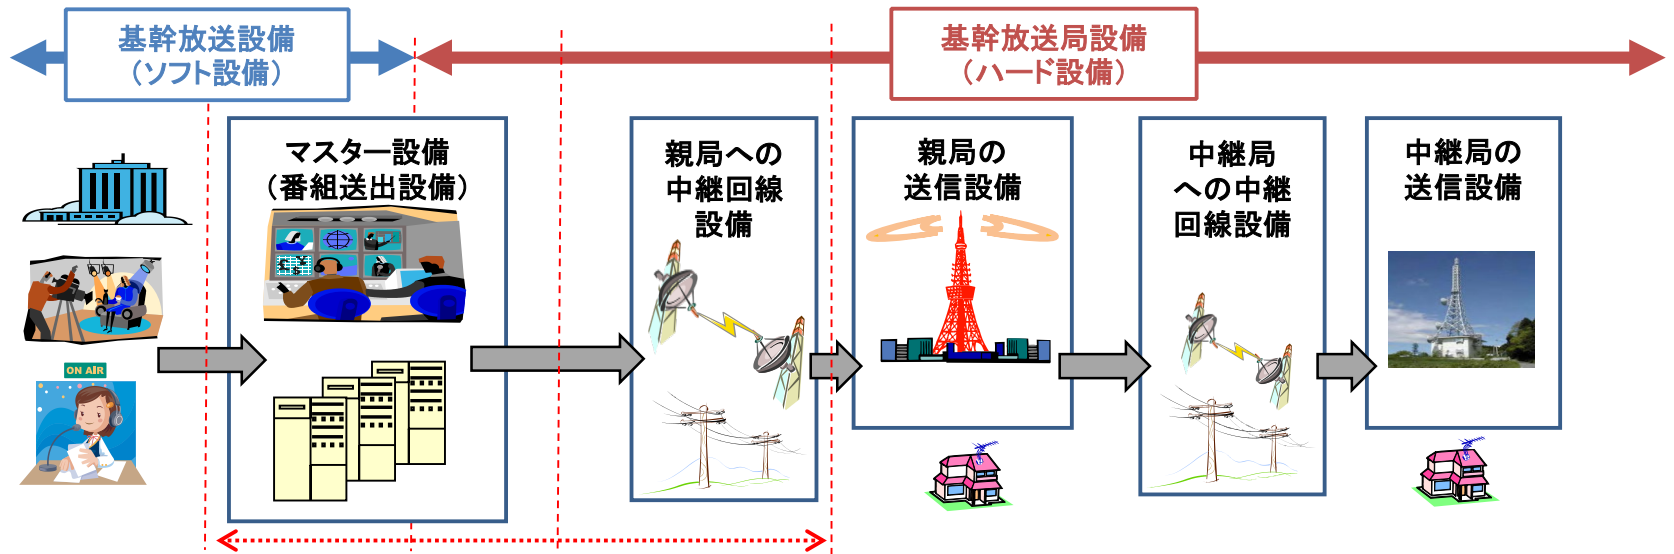 基幹放送設備
（ソフト設備）
基幹放送局設備
（ハード設備）
マスター設備
（番組送出設備）
親局への
中継回線
設備
親局の
送信設備
中継局
への中継
回線設備
中継局の
送信設備
ON AIR